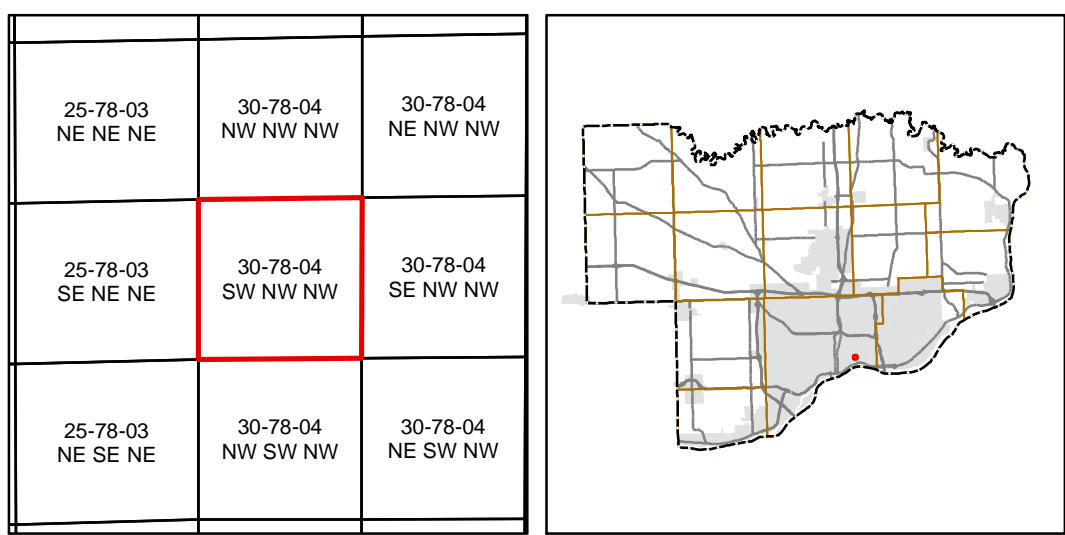 25-78-03
NE NE NE
30-78-04
NW NW NW
30-78-04
NE NW NW
25-78-03
SE NE NE
30-78-04
SW NW NW
30-78-04
SE NW NW
25-78-03
NE SE NE
30-78-04
NW SW NW
30-78-04
NE SW NW